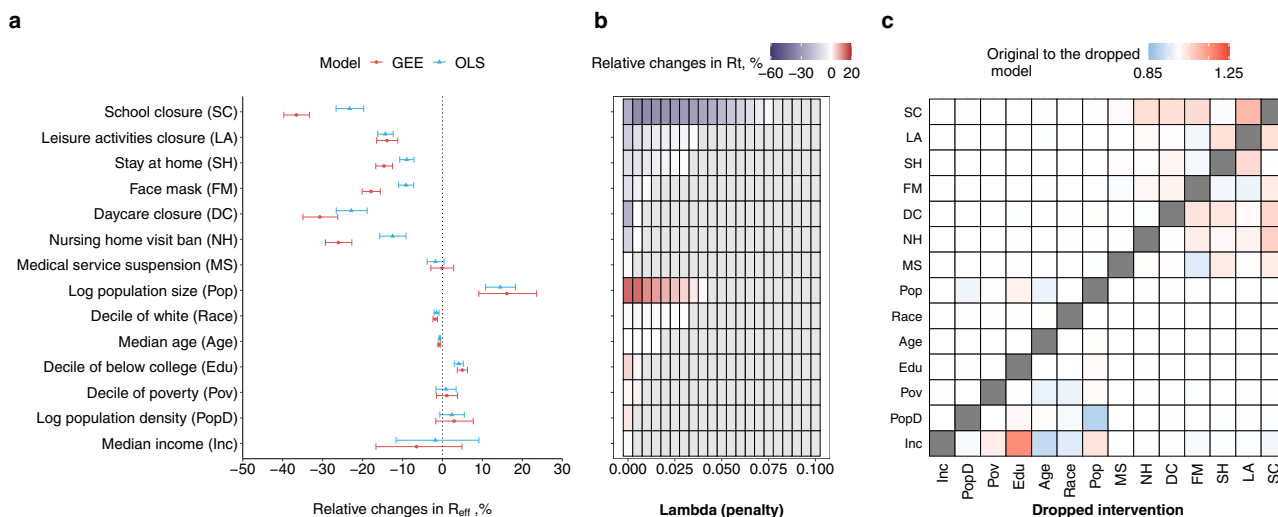 a
Model GEE OLS
School closure (SC)
Leisure activities closure (LA)
Stay at home (SH)
Face mask (FM)
Daycare closure (DC)
Nursing home visit ban (NH)
Medical service suspension (MS)
Log population size (Pop)
Decile of white (Race)
Median age (Age)
Decile of below college (Edu)
Decile of poverty (Pov)
Log population density (PopD)
Median income (Inc)
−50 −40 −30 −20 −10 0 10 20 30
Relative changes in Reff ,%
b
Relative changes in Rt, %
−60 −30 0 20
0.000 0.025 0.050 0.075 0.100
Lambda (penalty)
c
Original to the dropped
model
0.85 1.25
SC
LA
SH
FM
DC
NH
MS
Pop
Race
Age
Edu
Pov
PopD
Inc
Inc PopD Pov Edu Age Race Pop MS NH DC FM SH LA SC
Dropped intervention